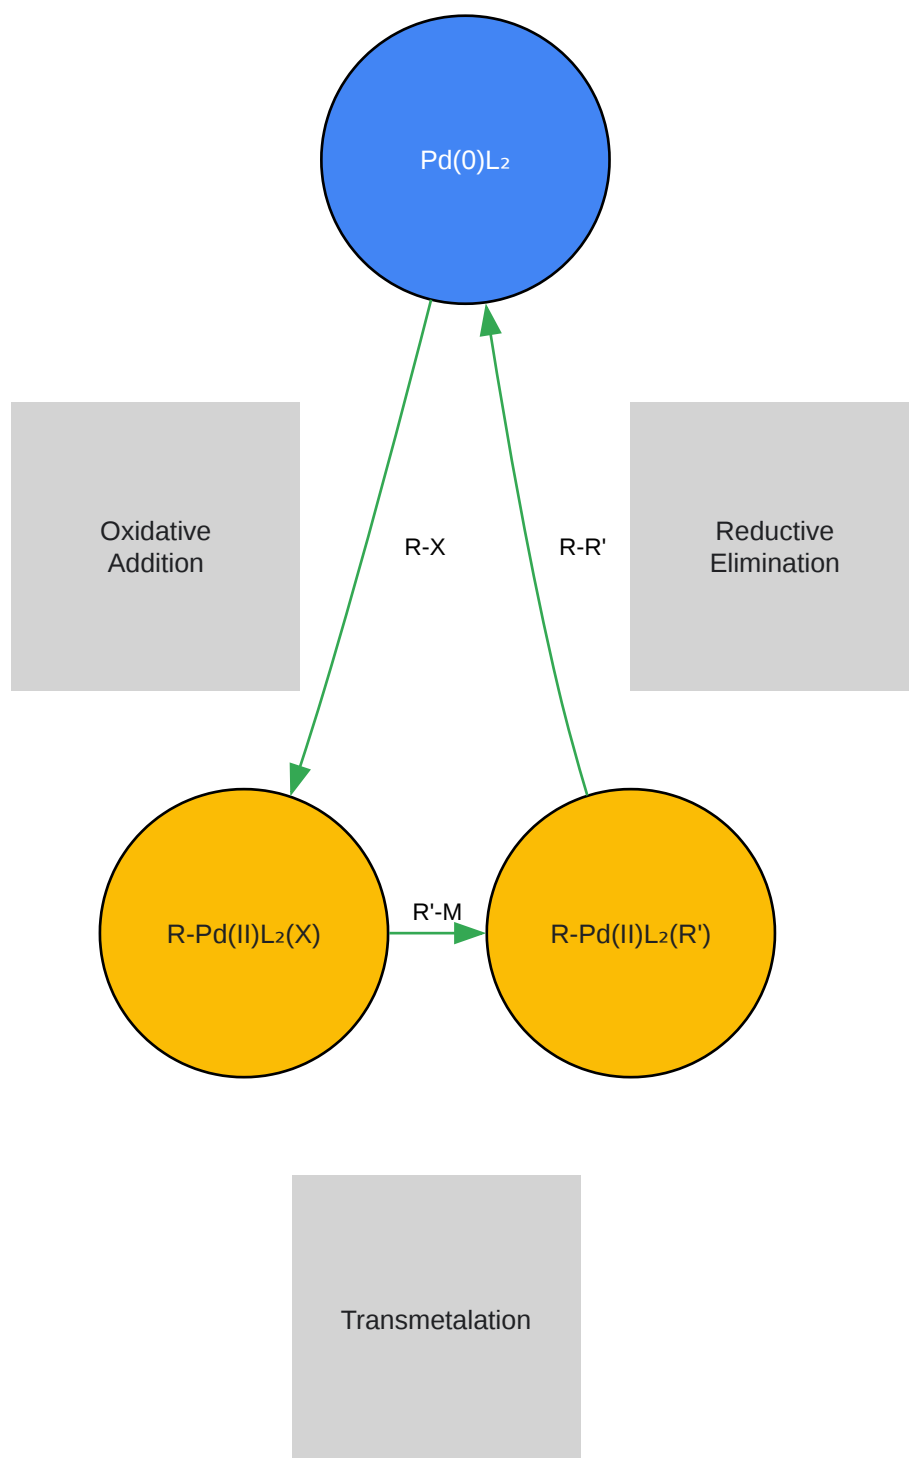 Pd(0)L₂
Oxidative
Addition
R-X
R-R'
Reductive
Elimination
R'-M
R-Pd(II)L₂(X)
R-Pd(II)L₂(R')
Transmetalation